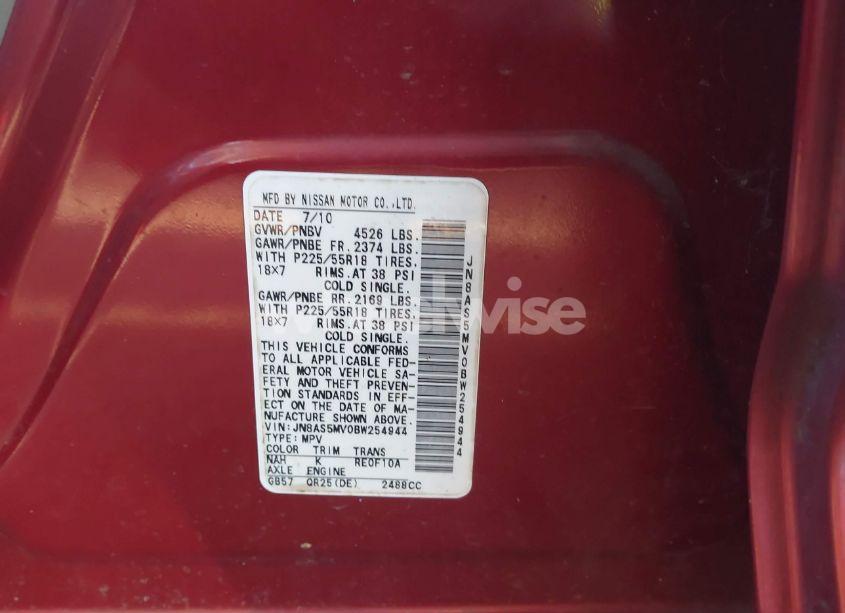 MFD BY NISSAN MOTOR CO.,LTD.
DATE 7/10
GVWR/PNBV 4526 LBS.
GAWR/PNBE FR. 2374 LBS.
WITH P225/55R18 TIRES.
18X7 RIMS.AT 38 PSI
COLD SINGLE.
GAWR/PNBE RR. 2169 LBS.
WITH P225/55R18 TIRES.
18X7 RIMS.AT 38 PSI
COLD SINGLE.
THIS VEHICLE CONFORMS
TO ALL APPLICABLE FED-
ERAL MOTOR VEHICLE SA-
FETY AND THEFT PREVEN-
TION STANDARDS IN EFF-
ECT ON THE DATE OF MA-
NUFACTURE SHOWN ABOVE.
VIN:JN8AS5MV0BW254944
TYPE:MPV
COLOR TRIM TRANS
NAH K RE0F10A
AXLE ENGINE
GB57 QR25(DE) 2488CC
JN8AS5MV0BW254944